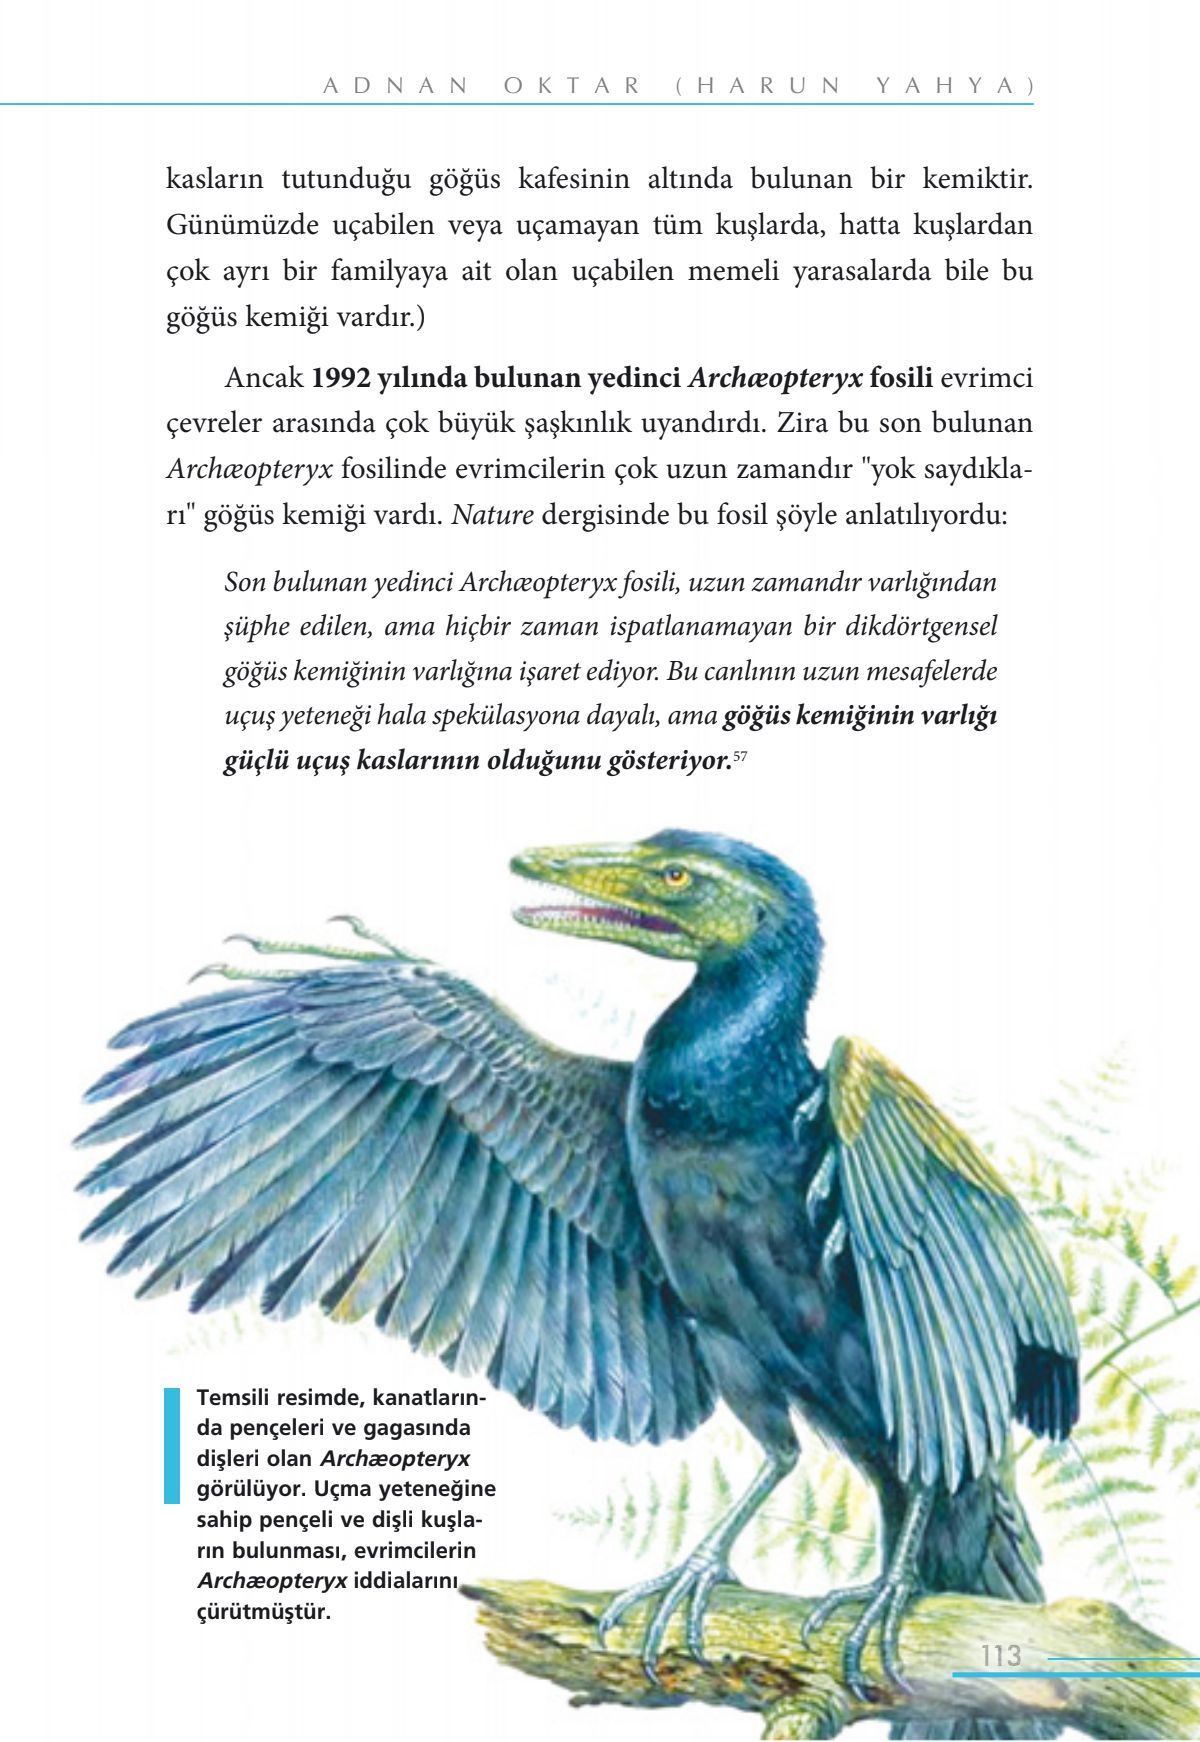 ADNAN OKTAR (HARUN YAHYA)
kasların tutunduğu göğüs kafesinin altında bulunan bir kemiktir.
Günümüzde uçabilen veya uçamayan tüm kuşlarda, hatta kuşlardan
çok ayrı bir familyaya ait olan uçabilen memeli yarasalarda bile bu
göğüs kemiği vardır.)
Ancak 1992 yılında bulunan yedinci Archæopteryx fosili evrimci
çevreler arasında çok büyük şaşkınlık uyandırdı. Zira bu son bulunan
Archæopteryx fosilinde evrimcilerin çok uzun zamandır "yok saydıkla-
rı" göğüs kemiği vardı. Nature dergisinde bu fosil şöyle anlatılıyordu:
Son bulunan yedinci Archæopteryx fosili, uzun zamandır varlığından
şüphe edilen, ama hiçbir zaman ispatlanamayan bir dikdörtgensel
göğüs kemiğinin varlığına işaret ediyor. Bu canlının uzun mesafelerde
uçuş yeteneği hala spekülasyona dayalı, ama göğüs kemiğinin varlığı
güçlü uçuş kaslarının olduğunu gösteriyor.57
Temsili resimde, kanatların-
da pençeleri ve gagasında
dişleri olan Archæopteryx
görülüyor. Uçma yeteneğine
sahip pençeli ve dişli kuşla-
rın bulunması, evrimcilerin
Archæopteryx iddialarını
çürütmüştür.
113